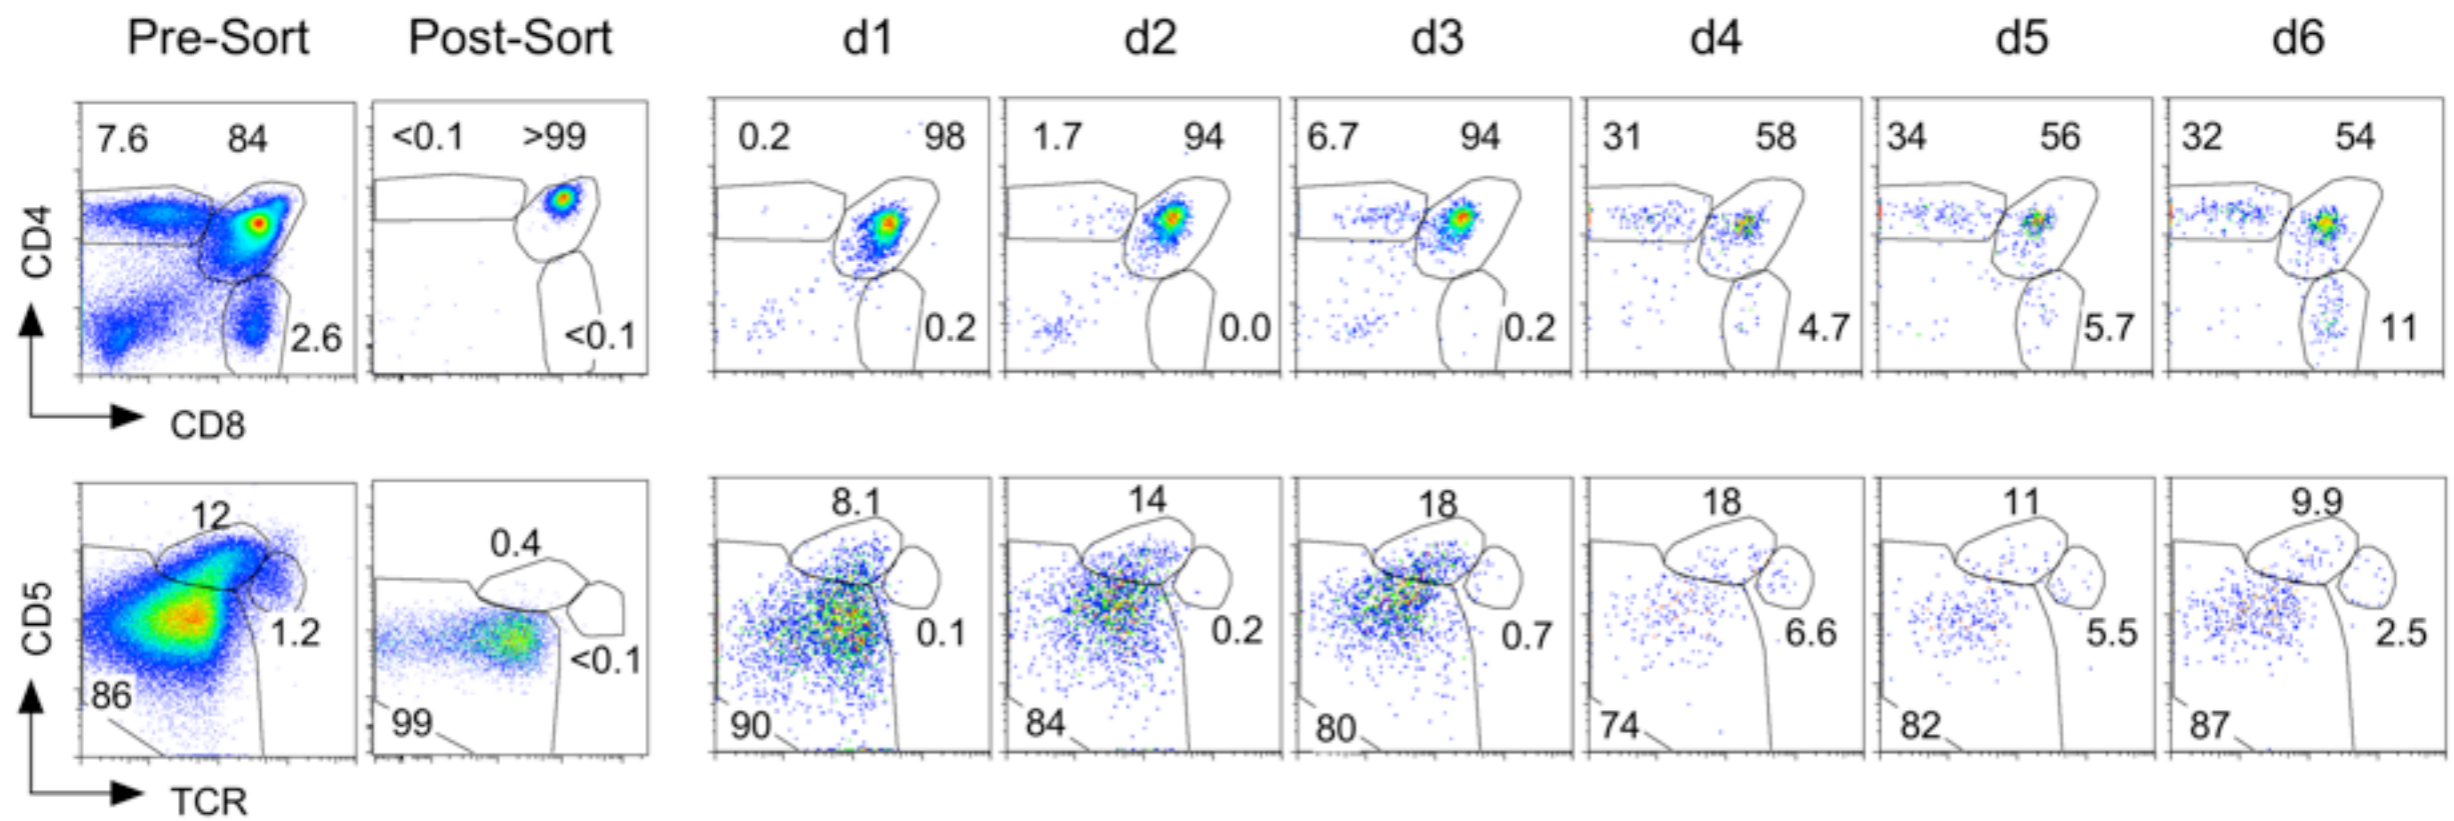 Pre-Sort Post-Sort d1 d2 d3 d4 d5 d6
7.6 84 <0.1 >99 0.2 98 1.7 94 6.7 94 31 58 34 56 32 54
CD4
2.6 <0.1 0.2 0.0 0.2 4.7 5.7 11
CD8
12 0.4 8.1 14 18 18 11 9.9
CD5
1.2 <0.1 0.1 0.2 0.7 6.6 5.5 2.5
86 99 90 84 80 74 82 87
TCR